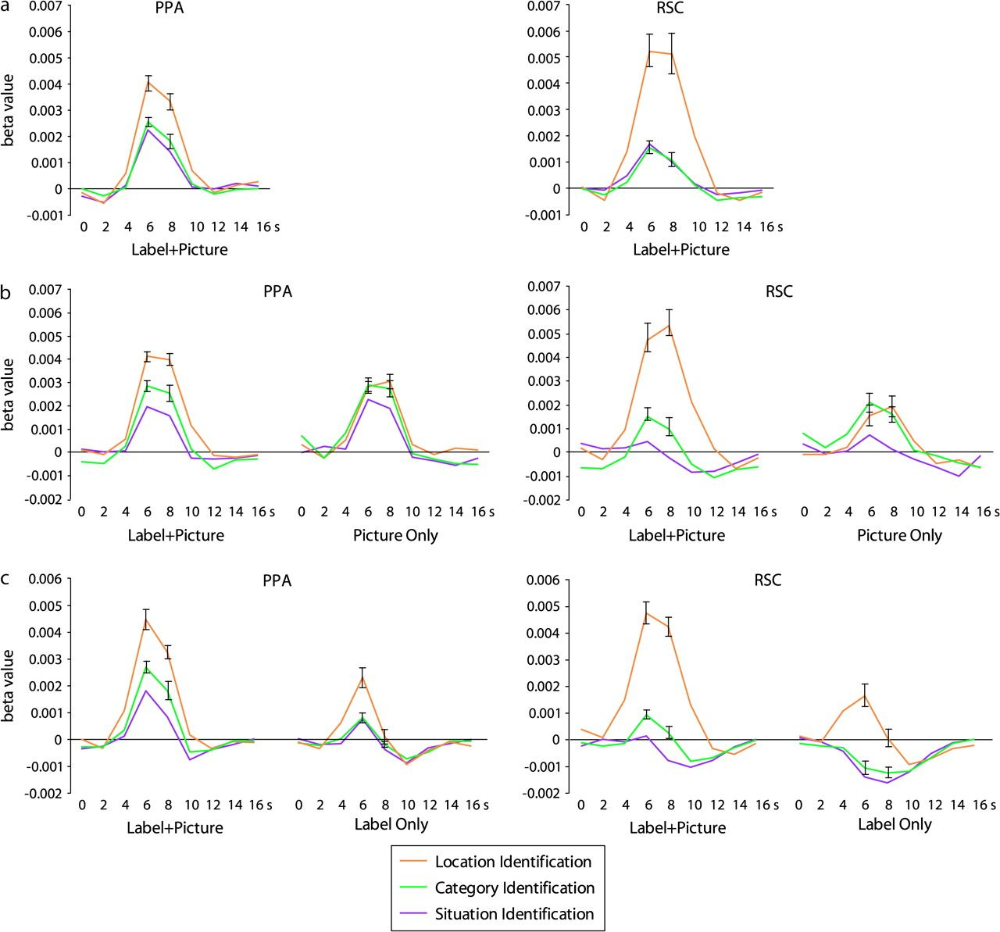 a
PPA
RSC
0.007
0.006
0.005
0.004
0.003
0.002
0.001
0
-0.001
beta value
0 2 4 6 8 10 12 14 16 s
Label+Picture
0.007
0.006
0.005
0.004
0.003
0.002
0.001
0
-0.001
0 2 4 6 8 10 12 14 16 s
Label+Picture
b
PPA
RSC
0.007
0.006
0.005
0.004
0.003
0.002
0.001
0
-0.001
-0.002
beta value
0 2 4 6 8 10 12 14 16 s
Label+Picture
0 2 4 6 8 10 12 14 16 s
Picture Only
0.007
0.006
0.005
0.004
0.003
0.002
0.001
0
-0.001
-0.002
0 2 4 6 8 10 12 14 16 s
Label+Picture
0 2 4 6 8 10 12 14 16 s
Picture Only
c
PPA
RSC
0.006
0.005
0.004
0.003
0.002
0.001
0
-0.001
-0.002
beta value
0 2 4 6 8 10 12 14 16 s
Label+Picture
0 2 4 6 8 10 12 14 16 s
Label Only
0.006
0.005
0.004
0.003
0.002
0.001
0
-0.001
-0.002
0 2 4 6 8 10 12 14 16 s
Label+Picture
0 2 4 6 8 10 12 14 16 s
Label Only
Location Identification
Category Identification
Situation Identification